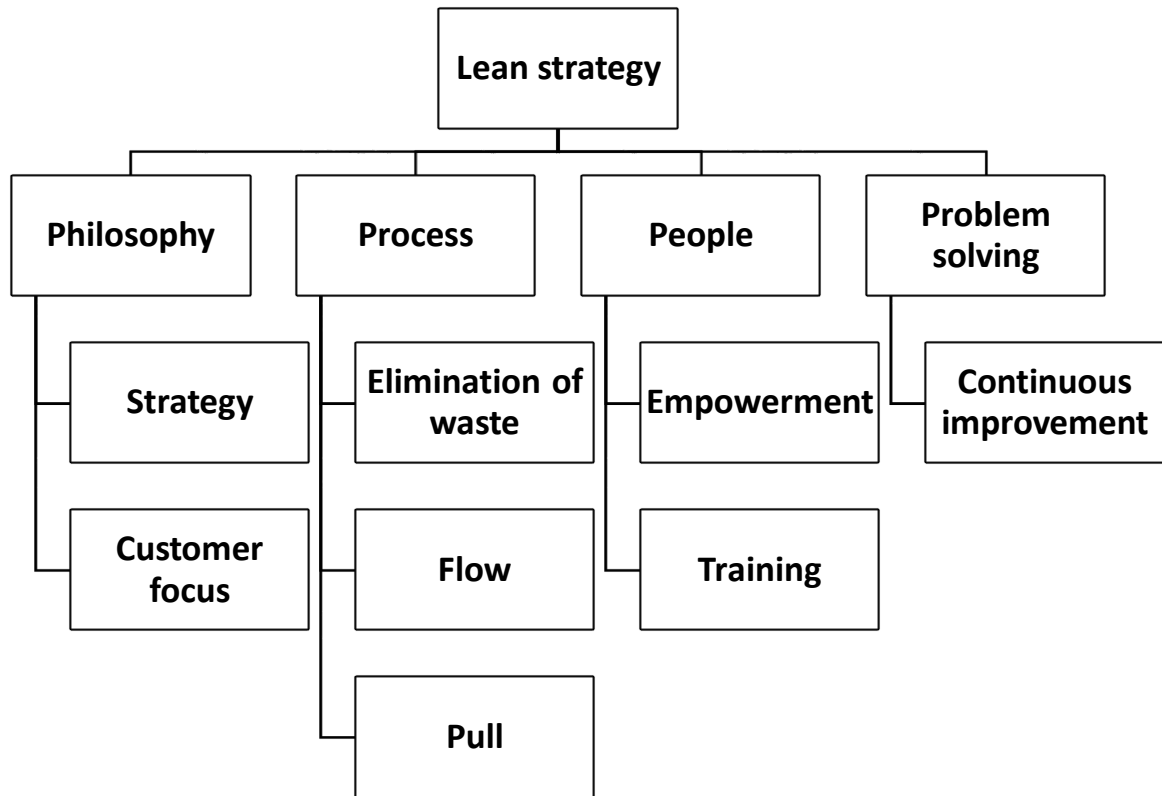 Lean strategy
Philosophy
Process
People
Problem
solving
Strategy
Elimination of
waste
Empowerment
Continuous
improvement
Customer
focus
Flow
Training
Pull